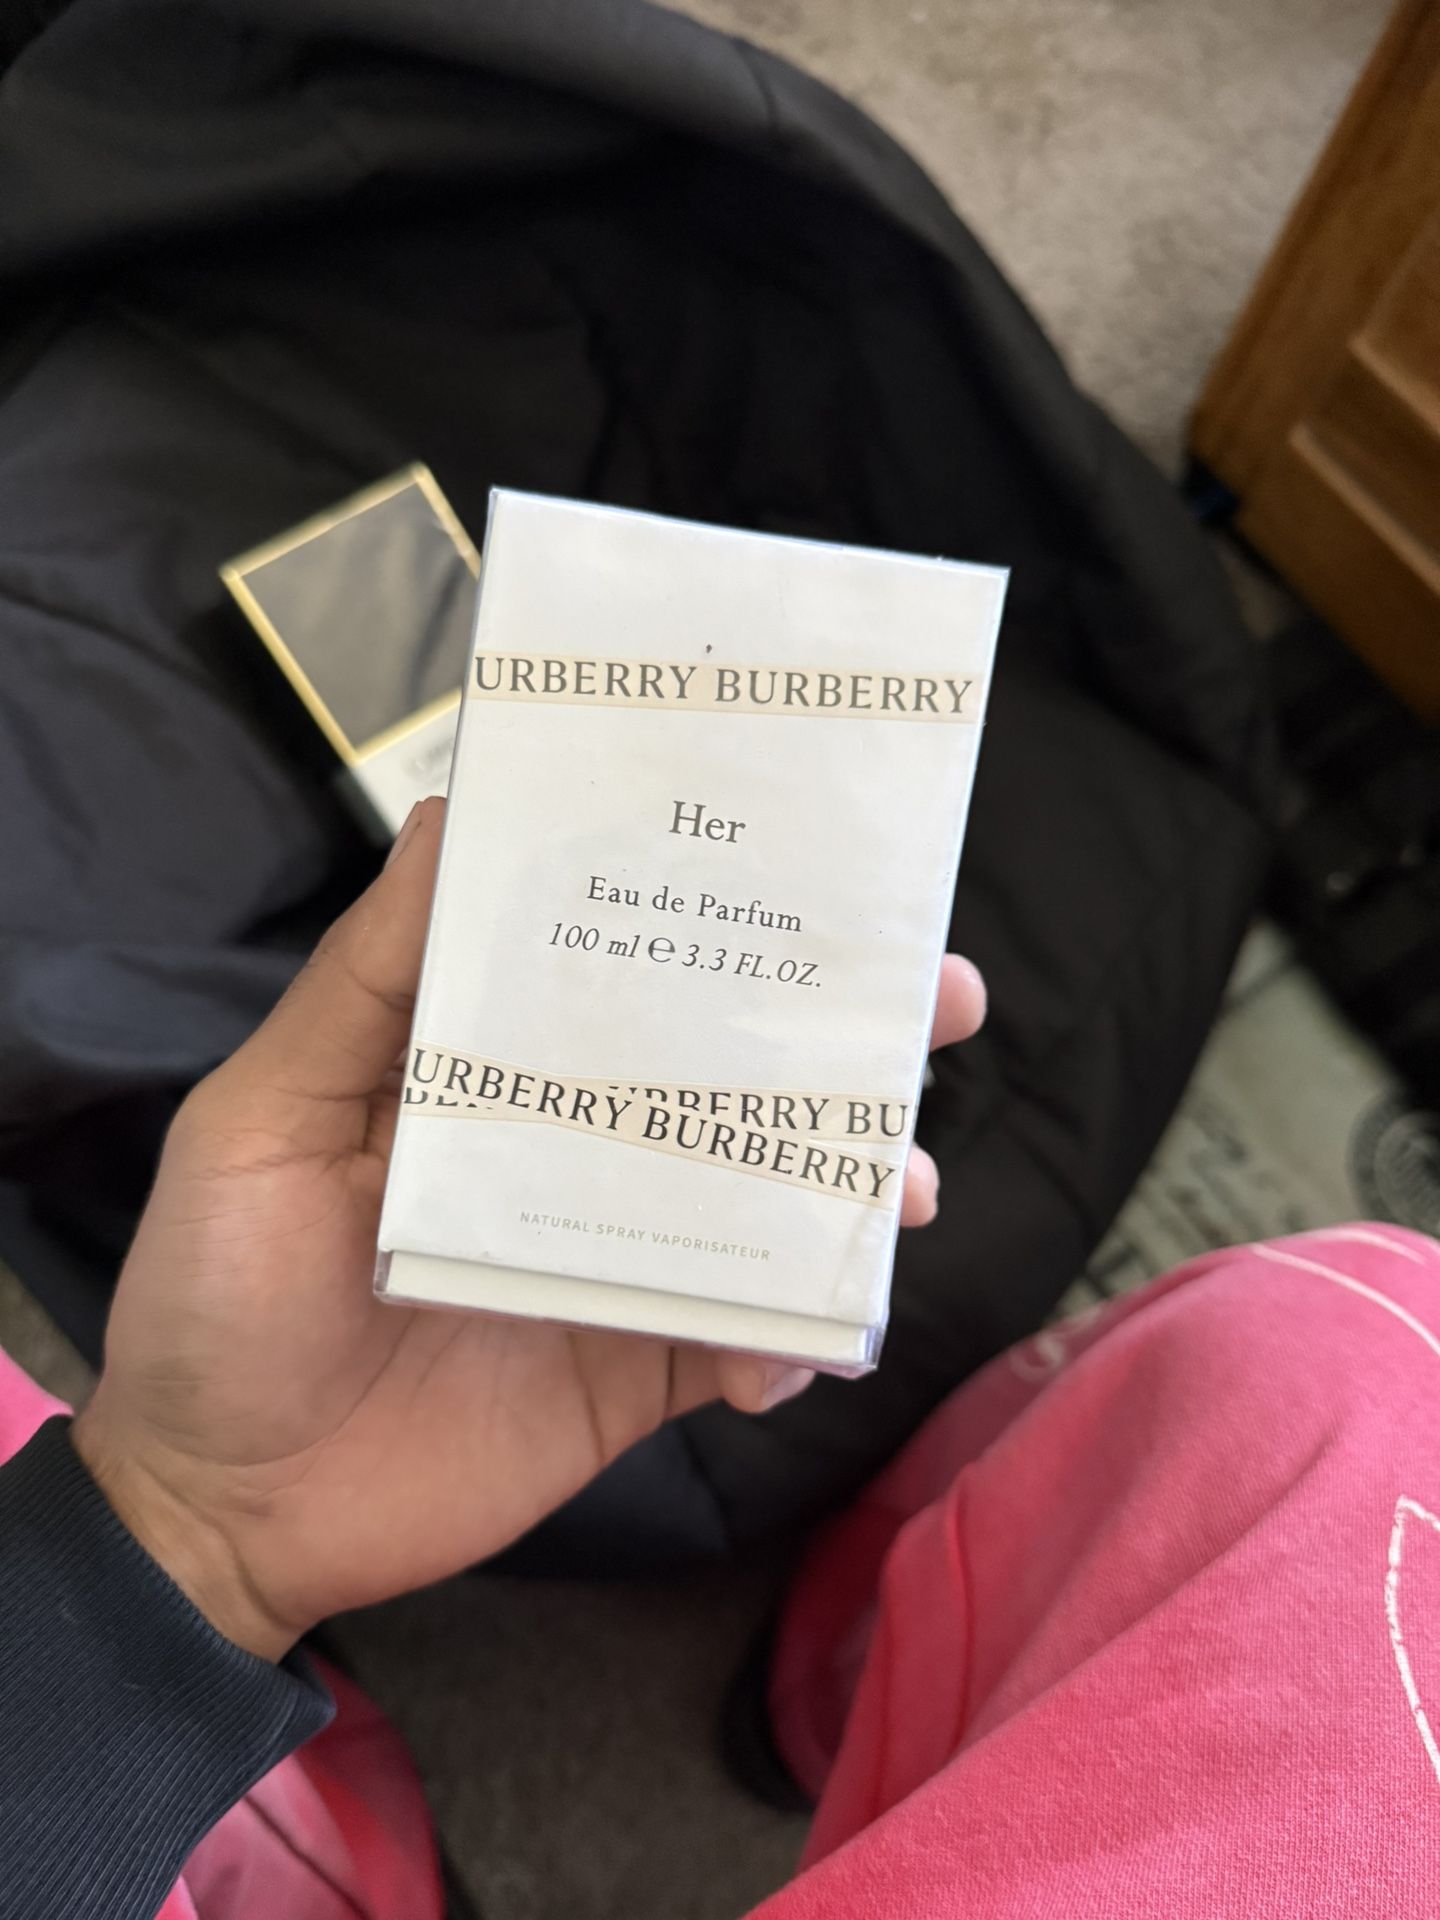 URBERRY BURBERRY
Her
Eau de Parfum
100 ml ℮ 3.3 FL.OZ.
BERRY BU
URBERRY BURBERRY
NATURAL SPRAY VAPORISATEUR